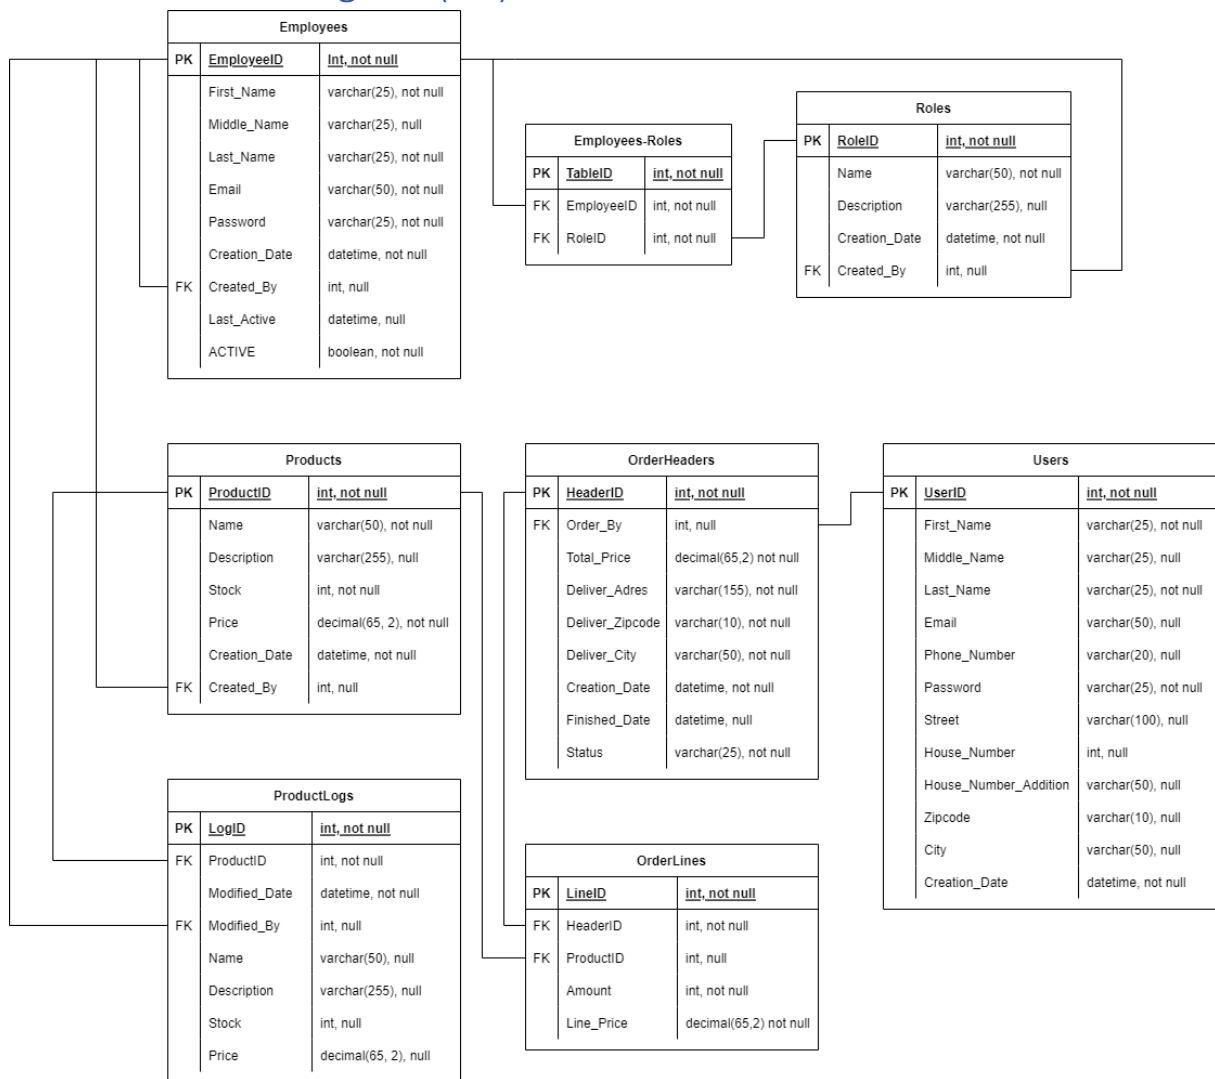 Employees
PK EmployeeID Int, not null
First_Name varchar(25), not null
Middle_Name varchar(25), null
Last_Name varchar(25), not null
Email varchar(50), not null
Password varchar(25), not null
Creation_Date datetime, not null
FK Created_By int, null
Last_Active datetime, null
ACTIVE boolean, not null
Employees-Roles
PK TableID int, not null
FK EmployeeID int, not null
FK RoleID int, not null
Roles
PK RoleID int, not null
Name varchar(50), not null
Description varchar(255), null
Creation_Date datetime, not null
FK Created_By int, null
Products
PK ProductID int, not null
Name varchar(50), not null
Description varchar(255), null
Stock int, not null
Price decimal(65, 2), not null
Creation_Date datetime, not null
FK Created_By int, null
OrderHeaders
PK HeaderID int, not null
FK Order_By int, null
Total_Price decimal(65,2) not null
Deliver_Adres varchar(155), not null
Deliver_Zipcode varchar(10), not null
Deliver_City varchar(50), not null
Creation_Date datetime, not null
Finished_Date datetime, null
Status varchar(25), not null
Users
PK UserID int, not null
First_Name varchar(25), not null
Middle_Name varchar(25), null
Last_Name varchar(25), not null
Email varchar(50), null
Phone_Number varchar(20), null
Password varchar(25), not null
Street varchar(100), null
House_Number int, null
House_Number_Addition varchar(50), null
Zipcode varchar(10), null
City varchar(50), null
Creation_Date datetime, not null
ProductLogs
PK LogID int, not null
FK ProductID int, not null
Modified_Date datetime, not null
FK Modified_By int, null
Name varchar(50), null
Description varchar(255), null
Stock int, null
Price decimal(65, 2), null
OrderLines
PK LineID int, not null
FK HeaderID int, not null
FK ProductID int, null
Amount int, not null
Line_Price decimal(65,2) not null